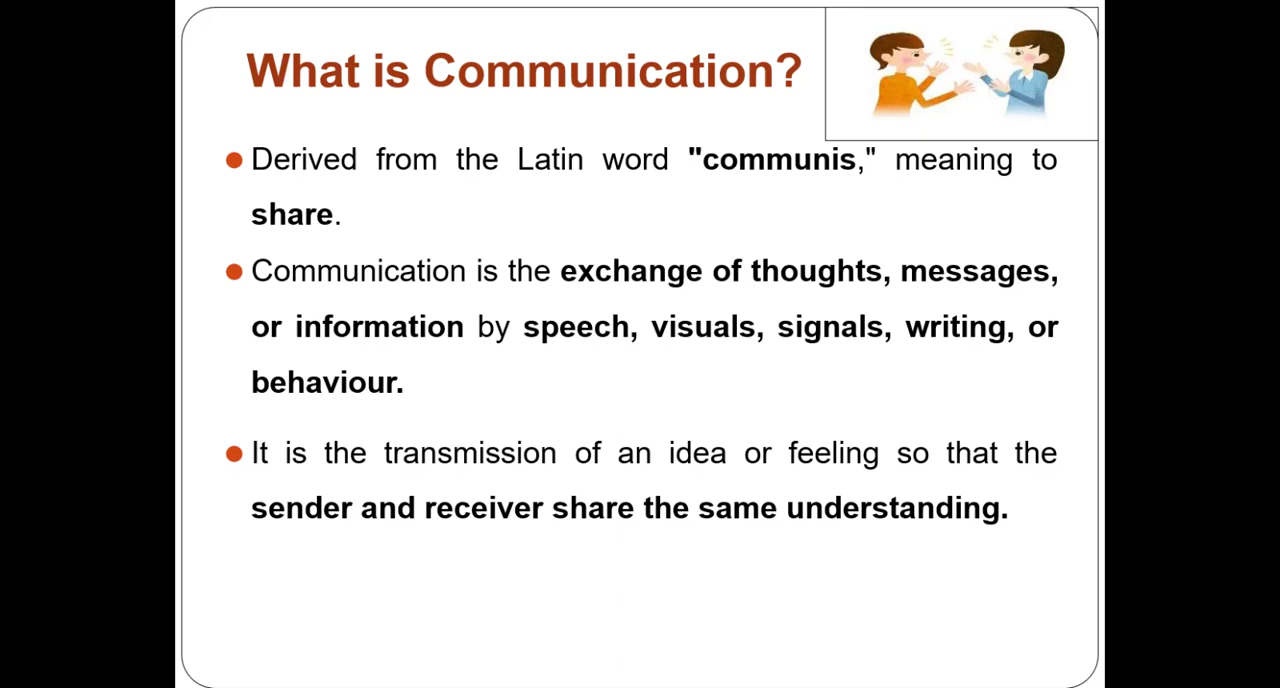 What is Communication?
Derived from the Latin word "communis," meaning to
share.
Communication is the exchange of thoughts, messages,
or information by speech, visuals, signals, writing, or
behaviour.
It is the transmission of an idea or feeling so that the
sender and receiver share the same understanding.